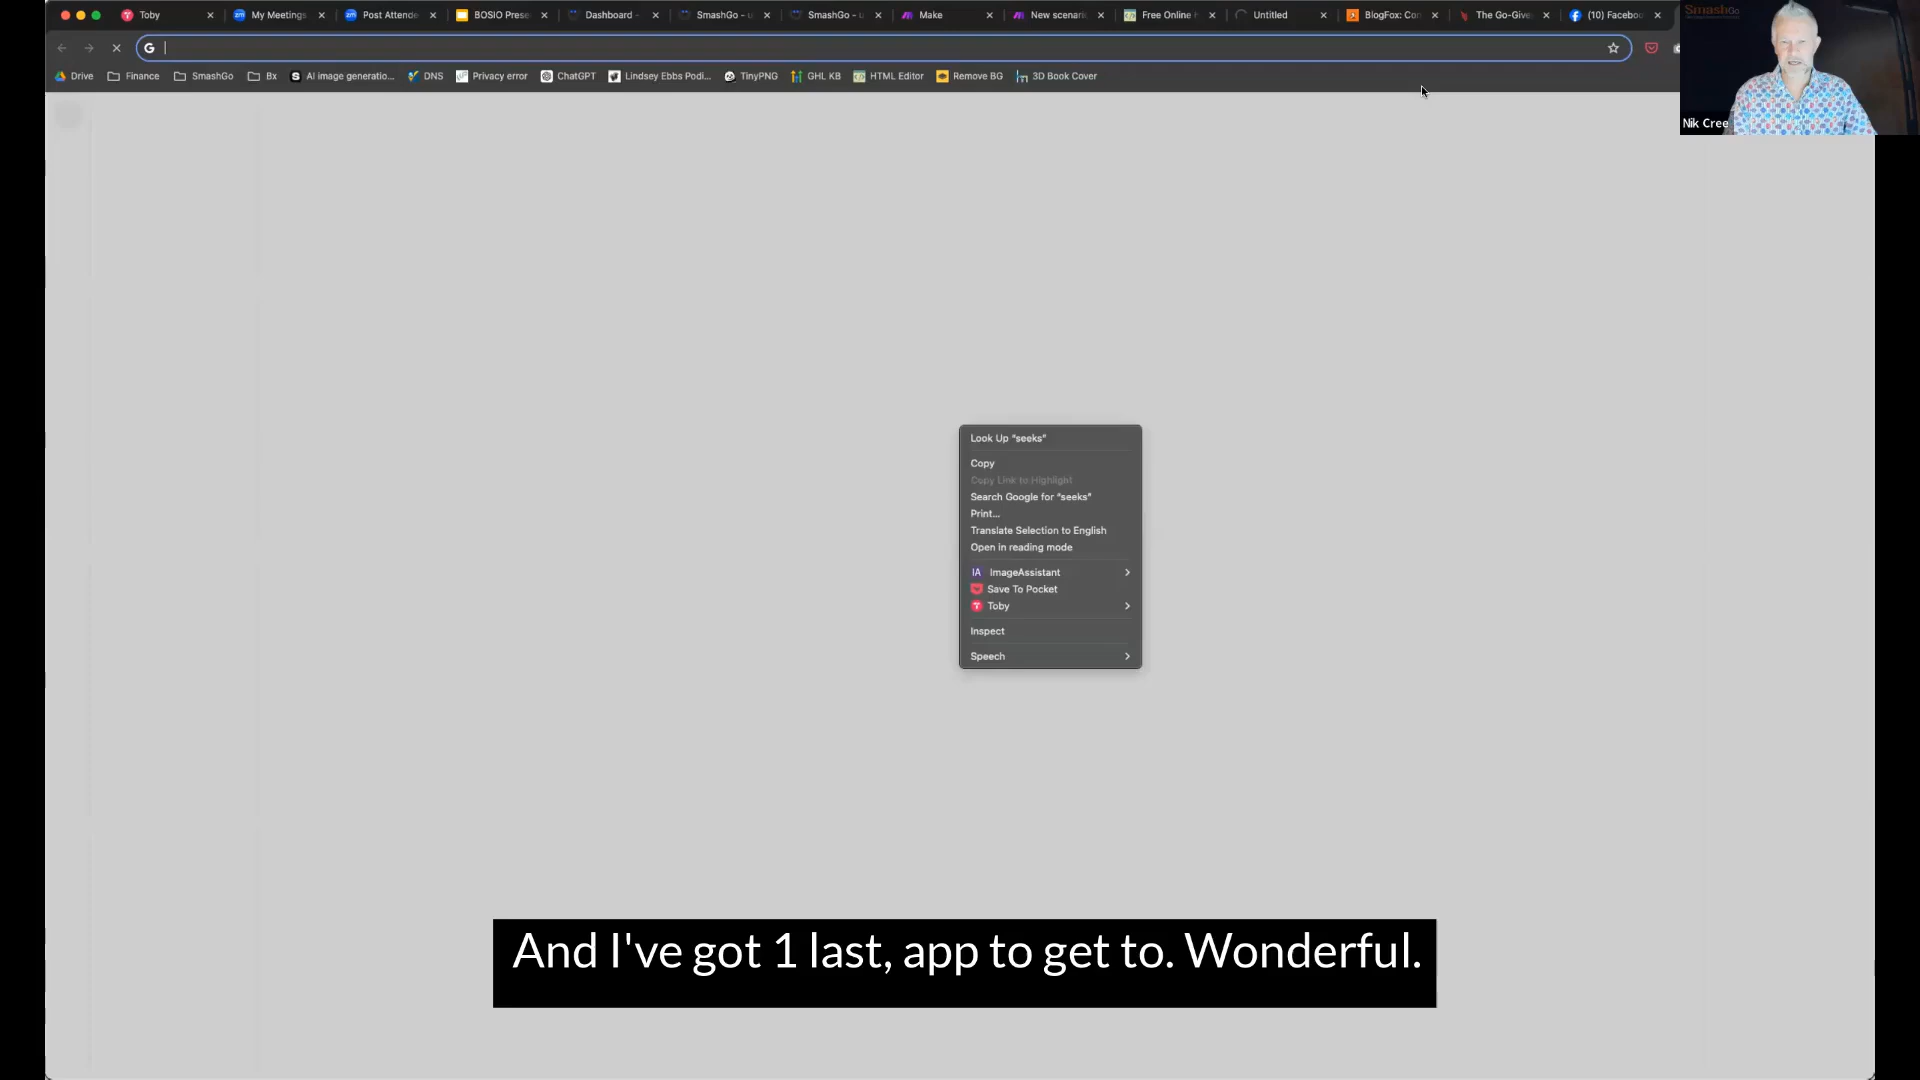 Toby
My Meetings
Post Attende
BOSIO Prese
Dashboard -
SmashGo - u
SmashGo - u
Make
New scenari
Free Online h
Untitled
BlogFox: Con
The Go-Give
(10) Faceboo
SmashGo
G
Drive
Finance
SmashGo
Bx
AI image generatio...
DNS
Privacy error
ChatGPT
Lindsey Ebbs Podi...
TinyPNG
GHL KB
HTML Editor
Remove BG
3D Book Cover
Nik Cree
Look Up “seeks”
Copy
Copy Link to Highlight
Search Google for “seeks”
Print...
Translate Selection to English
Open in reading mode
IA ImageAssistant
Save To Pocket
Toby
Inspect
Speech
And I've got 1 last, app to get to. Wonderful.